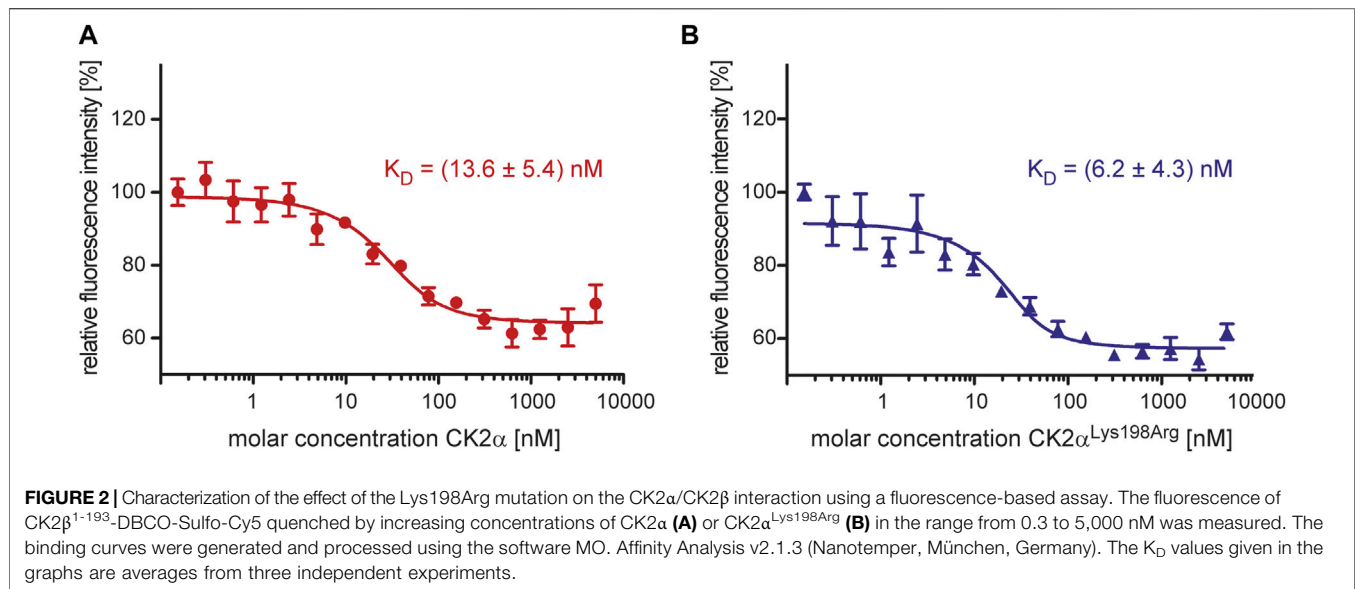 A
relative fluorescence intensity [%]
120
100
80
60
K_D = (13.6 ± 5.4) nM
1 10 100 1000 10000
molar concentration CK2α [nM]
B
relative fluorescence intensity [%]
120
100
80
60
K_D = (6.2 ± 4.3) nM
1 10 100 1000 10000
molar concentration CK2α^Lys198Arg [nM]
FIGURE 2 | Characterization of the effect of the Lys198Arg mutation on the CK2α/CK2β interaction using a fluorescence-based assay. The fluorescence of
CK2β^1-193-DBCO-Sulfo-Cy5 quenched by increasing concentrations of CK2α (A) or CK2α^Lys198Arg (B) in the range from 0.3 to 5,000 nM was measured. The
binding curves were generated and processed using the software MO. Affinity Analysis v2.1.3 (Nanotemper, München, Germany). The K_D values given in the
graphs are averages from three independent experiments.